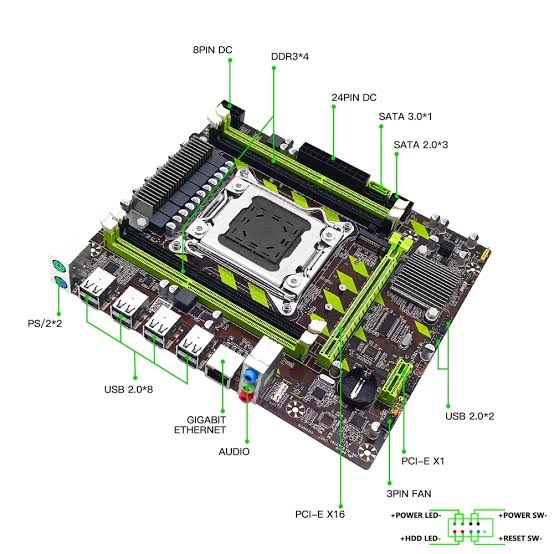 8PIN DC
DDR3*4
24PIN DC
SATA 3.0*1
SATA 2.0*3
PS/2*2
USB 2.0*8
GIGABIT
ETHERNET
AUDIO
USB 2.0*2
PCI-E X1
3PIN FAN
PCI-E X16
+POWER LED-
+POWER SW-
+HDD LED-
+RESET SW-